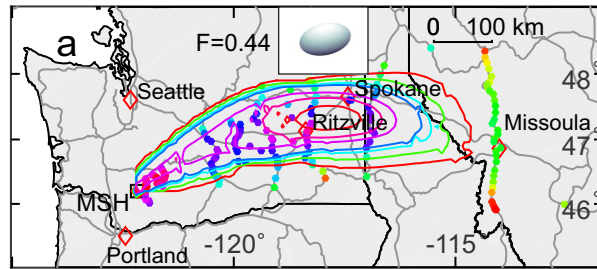 a
F=0.44
0 100 km
48°
Seattle
Spokane
Ritzville
Missoula
47°
MSH
46°
Portland
-120°
-115°